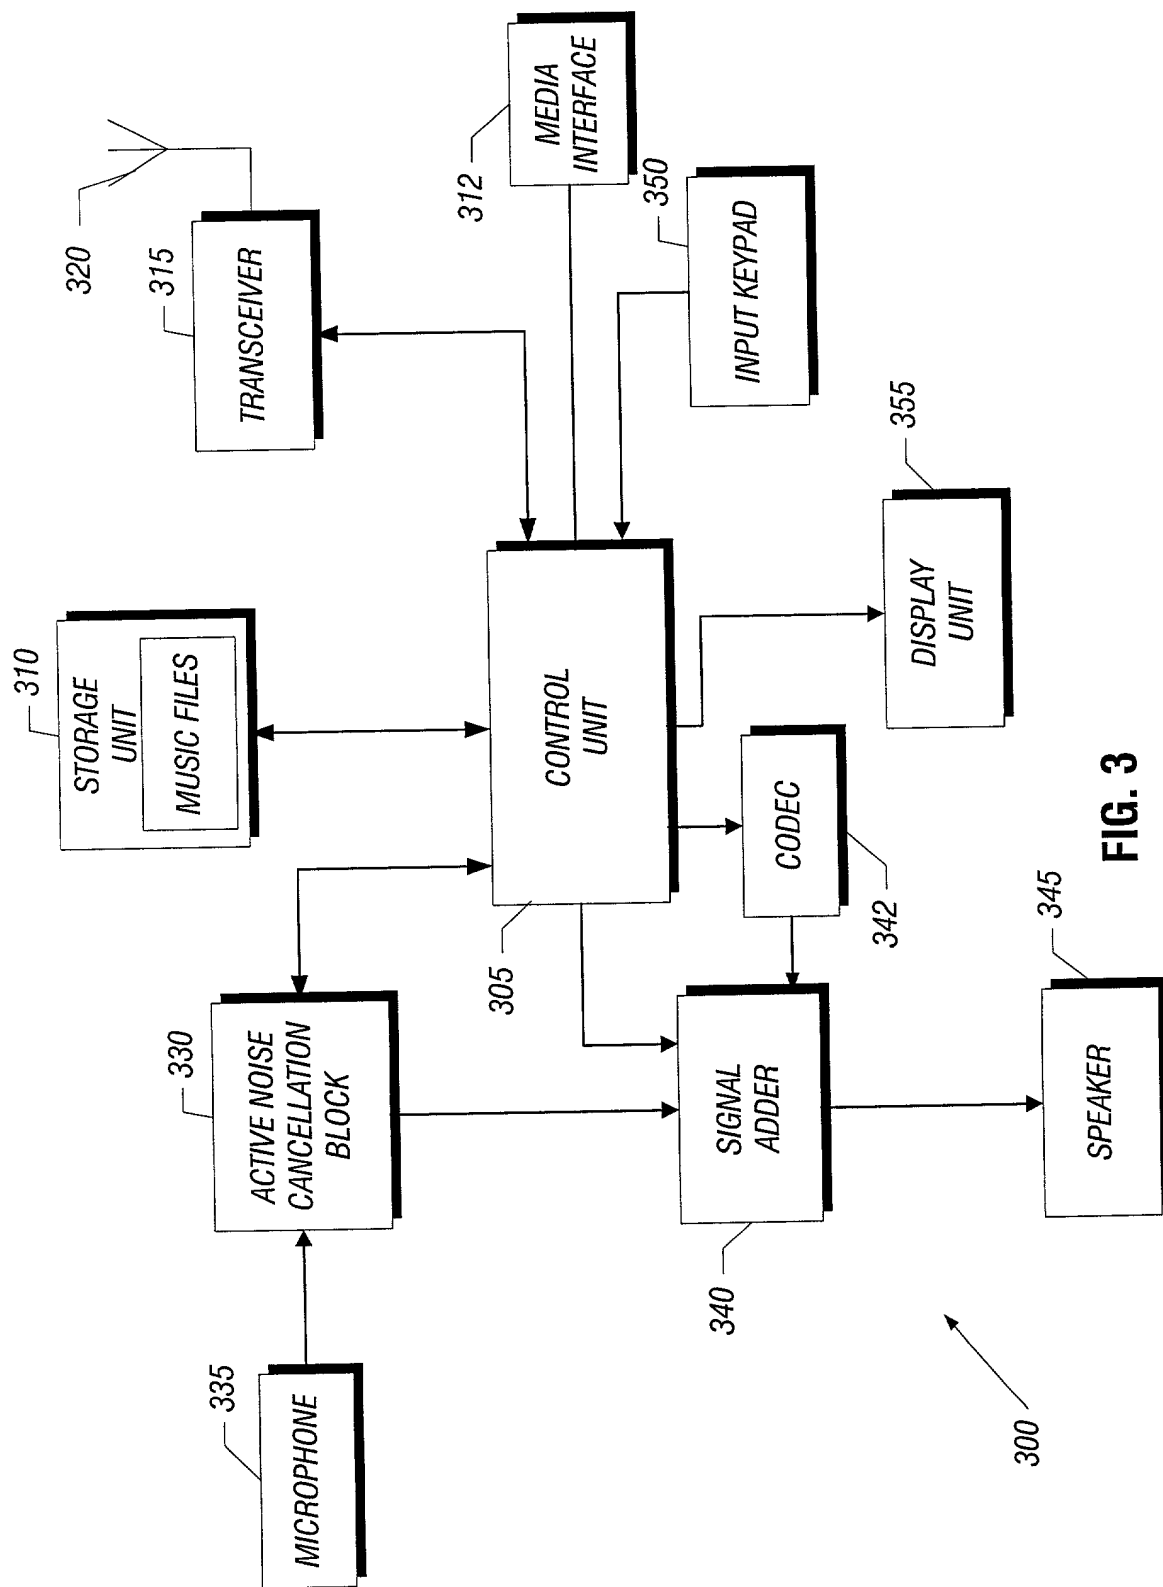 320
315
TRANSCEIVER
312
MEDIA
INTERFACE
350
INPUT KEYPAD
310
STORAGE
UNIT
MUSIC FILES
CONTROL
UNIT
305
355
DISPLAY
UNIT
CODEC
342
330
ACTIVE NOISE
CANCELLATION
BLOCK
335
MICROPHONE
SIGNAL
ADDER
340
345
SPEAKER
300
FIG. 3